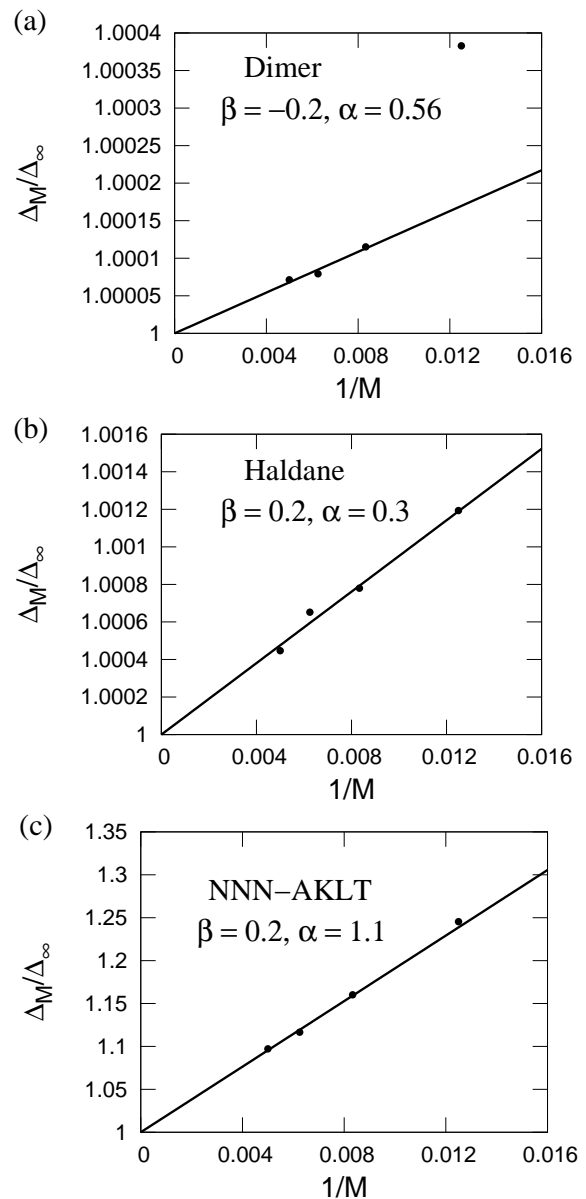 (a)
1.0004
1.00035
1.0003
1.00025
1.0002
1.00015
1.0001
1.00005
1
Δ_M/Δ_∞
Dimer
β = −0.2, α = 0.56
0 0.004 0.008 0.012 0.016
1/M
(b)
1.0016
1.0014
1.0012
1.001
1.0008
1.0006
1.0004
1.0002
1
Δ_M/Δ_∞
Haldane
β = 0.2, α = 0.3
0 0.004 0.008 0.012 0.016
1/M
(c)
1.35
1.3
1.25
1.2
1.15
1.1
1.05
1
Δ_M/Δ_∞
NNN−AKLT
β = 0.2, α = 1.1
0 0.004 0.008 0.012 0.016
1/M